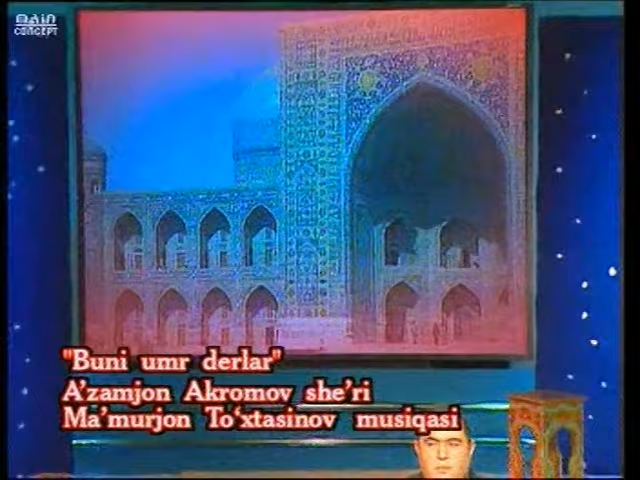 MAIN
CONCEPT
"Buni umr derlar"
A'zamjon Akromov she'ri
Ma'murjon To‘xtasinov musiqasi